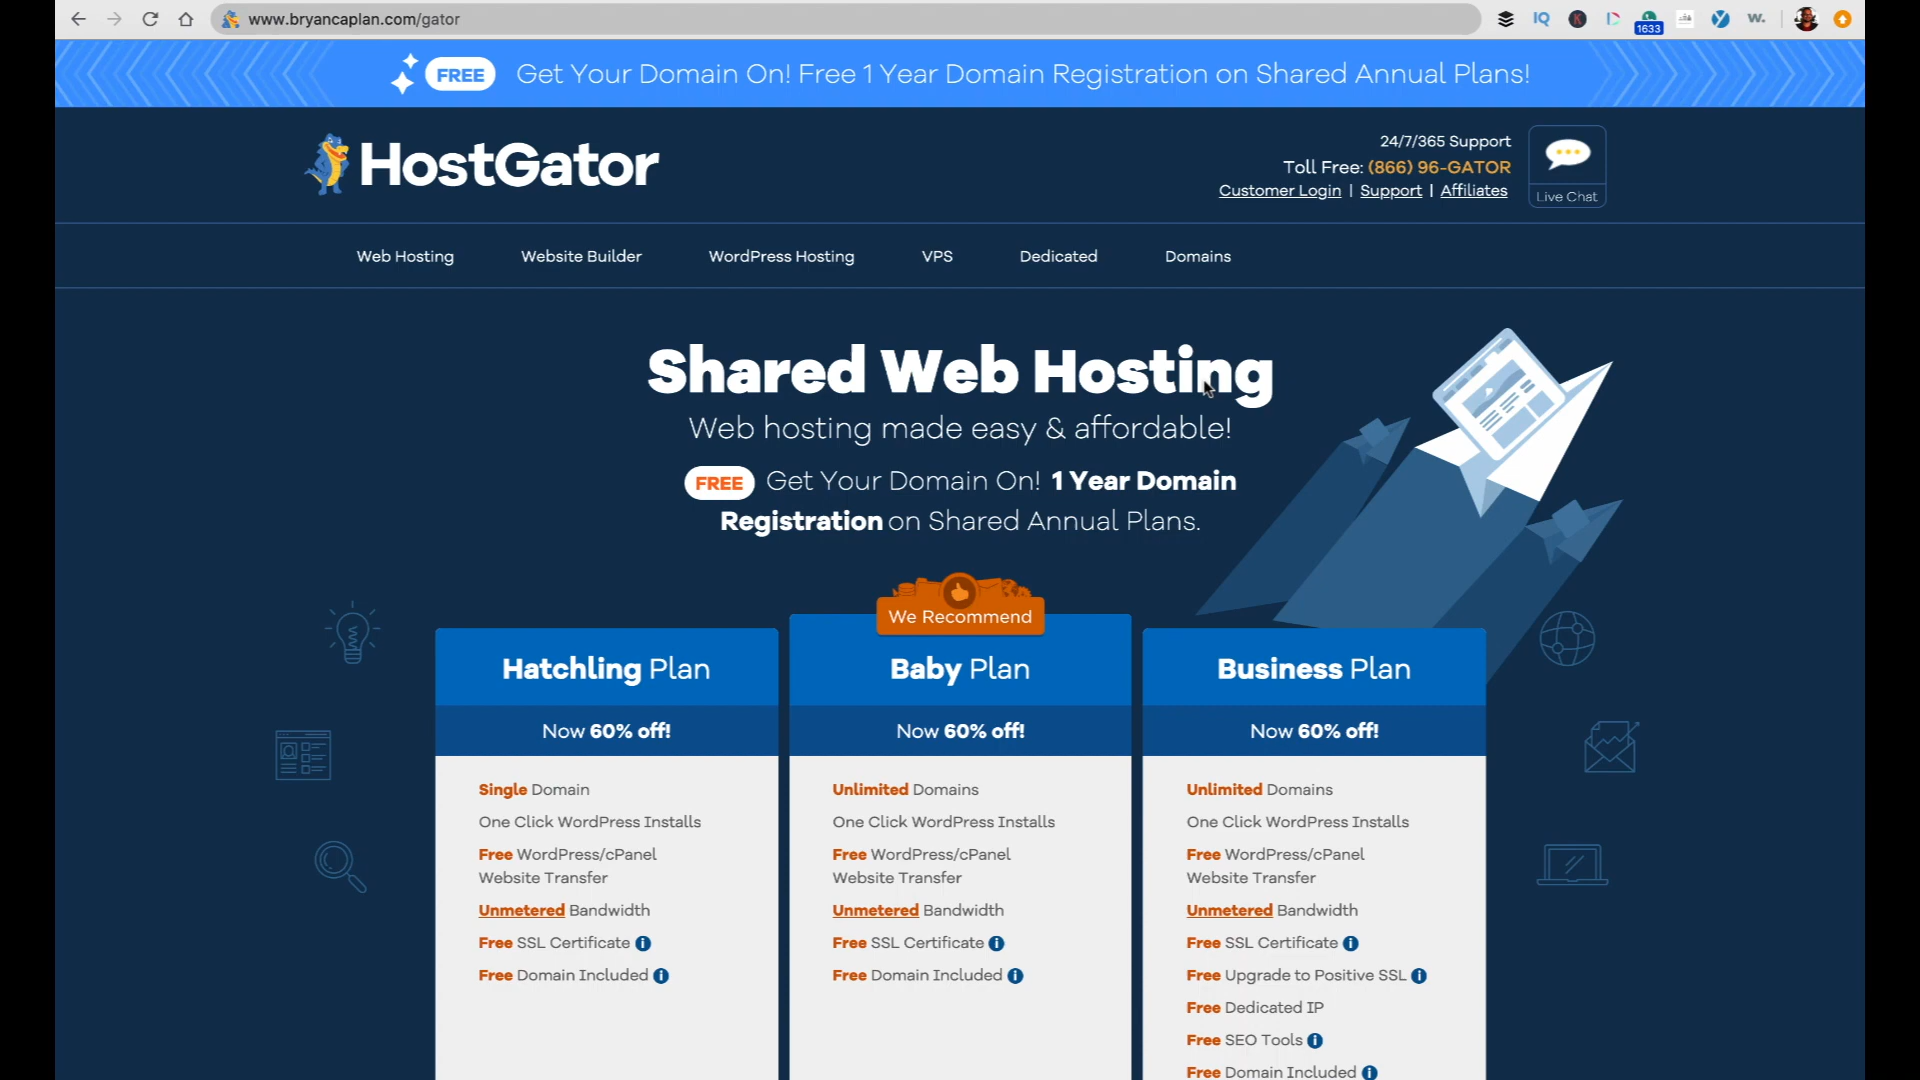 www.bryancaplan.com/gator
IQ
K
1633
w.
FREE Get Your Domain On! Free 1 Year Domain Registration on Shared Annual Plans!
HostGator
24/7/365 Support
Toll Free: (866) 96-GATOR
Customer Login | Support | Affiliates
Live Chat
Web Hosting Website Builder WordPress Hosting VPS Dedicated Domains
Shared Web Hosting
Web hosting made easy & affordable!
FREE Get Your Domain On! 1 Year Domain
Registration on Shared Annual Plans.
We Recommend
Hatchling Plan
Now 60% off!
Single Domain
One Click WordPress Installs
Free WordPress/cPanel
Website Transfer
Unmetered Bandwidth
Free SSL Certificate i
Free Domain Included i
Baby Plan
Now 60% off!
Unlimited Domains
One Click WordPress Installs
Free WordPress/cPanel
Website Transfer
Unmetered Bandwidth
Free SSL Certificate i
Free Domain Included i
Business Plan
Now 60% off!
Unlimited Domains
One Click WordPress Installs
Free WordPress/cPanel
Website Transfer
Unmetered Bandwidth
Free SSL Certificate i
Free Upgrade to Positive SSL i
Free Dedicated IP
Free SEO Tools i
Free Domain Included i